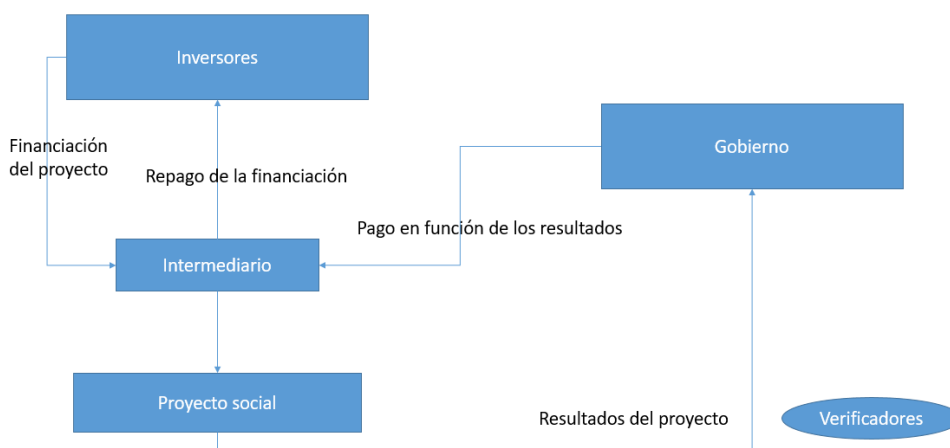 Inversores
Financiación
del proyecto
Repago de la financiación
Gobierno
Pago en función de los resultados
Intermediario
Proyecto social
Resultados del proyecto
Verificadores